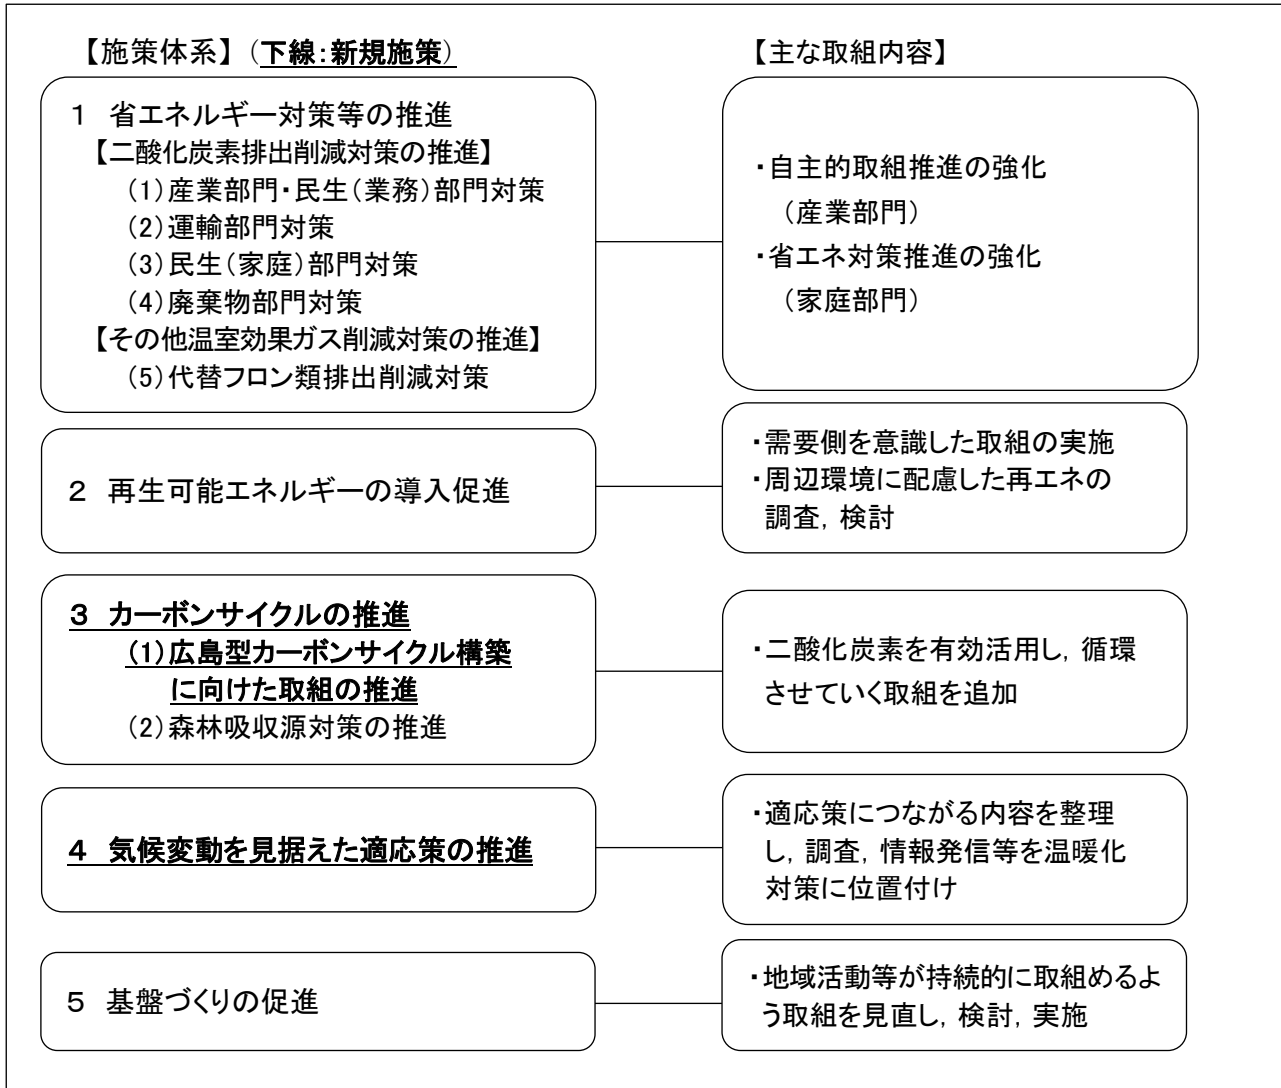 【施策体系】（下線：新規施策）
【主な取組内容】
１　省エネルギー対策等の推進
【二酸化炭素排出削減対策の推進】
（1）産業部門・民生（業務）部門対策
（2）運輸部門対策
（3）民生（家庭）部門対策
（4）廃棄物部門対策
【その他温室効果ガス削減対策の推進】
（5）代替フロン類排出削減対策
・自主的取組推進の強化
（産業部門）
・省エネ対策推進の強化
（家庭部門）
２　再生可能エネルギーの導入促進
・需要側を意識した取組の実施
・周辺環境に配慮した再エネの
調査，検討
３　カーボンサイクルの推進
（1）広島型カーボンサイクル構築
に向けた取組の推進
（2）森林吸収源対策の推進
・二酸化炭素を有効活用し，循環
させていく取組を追加
４　気候変動を見据えた適応策の推進
・適応策につながる内容を整理
し，調査，情報発信等を温暖化
対策に位置付け
５　基盤づくりの促進
・地域活動等が持続的に取組めるよ
う取組を見直し，検討，実施